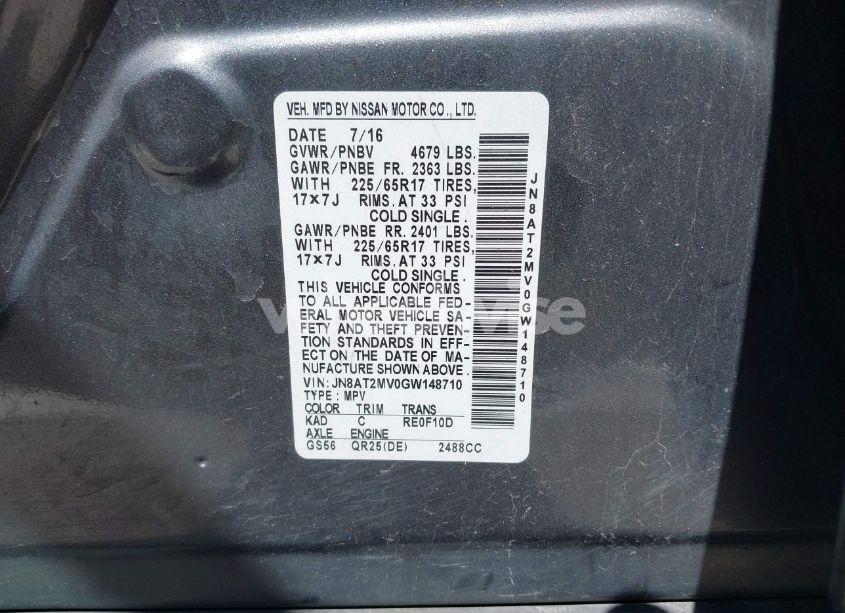 VEH. MFD BY NISSAN MOTOR CO., LTD.
DATE 7/16
GVWR/PNBV 4679 LBS.
GAWR/PNBE FR. 2363 LBS.
WITH 225/65R17 TIRES,
17×7J RIMS. AT 33 PSI
COLD SINGLE.
GAWR/PNBE RR. 2401 LBS.
WITH 225/65R17 TIRES,
17×7J RIMS. AT 33 PSI
COLD SINGLE.
THIS VEHICLE CONFORMS
TO ALL APPLICABLE FED-
ERAL MOTOR VEHICLE SA-
FETY AND THEFT PREVEN-
TION STANDARDS IN EFF-
ECT ON THE DATE OF MA-
NUFACTURE SHOWN ABOVE.
VIN: JN8AT2MV0GW148710
TYPE: MPV
COLOR TRIM TRANS
KAD C RE0F10D
AXLE ENGINE
GS56 QR25(DE) 2488CC
JN8AT2MV0GW148710